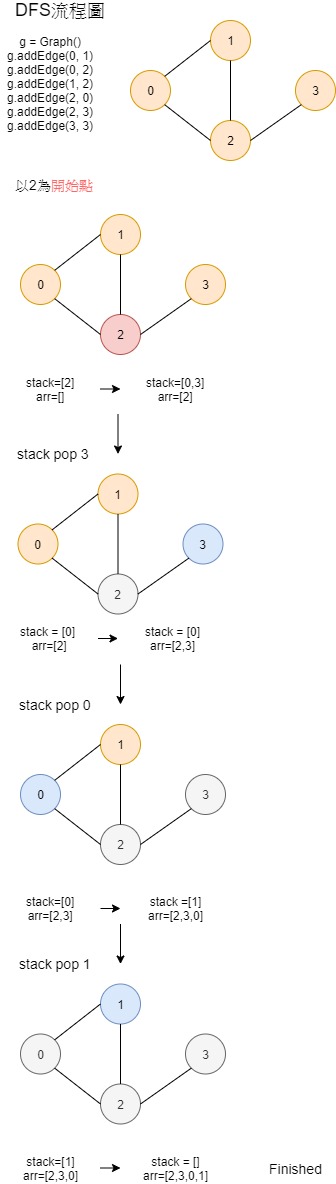 DFS流程圖
g = Graph()
g.addEdge(0, 1)
g.addEdge(0, 2)
g.addEdge(1, 2)
g.addEdge(2, 0)
g.addEdge(2, 3)
g.addEdge(3, 3)
1
0
3
2
以2為開始點
1
0
3
2
stack=[2]
arr=[]
stack=[0,3]
arr=[2]
stack pop 3
1
0
3
2
stack = [0]
arr=[2]
stack = [0]
arr=[2,3]
stack pop 0
1
0
3
2
stack=[0]
arr=[2,3]
stack =[1]
arr=[2,3,0]
stack pop 1
1
0
3
2
stack=[1]
arr=[2,3,0]
stack = []
arr=[2,3,0,1]
Finished